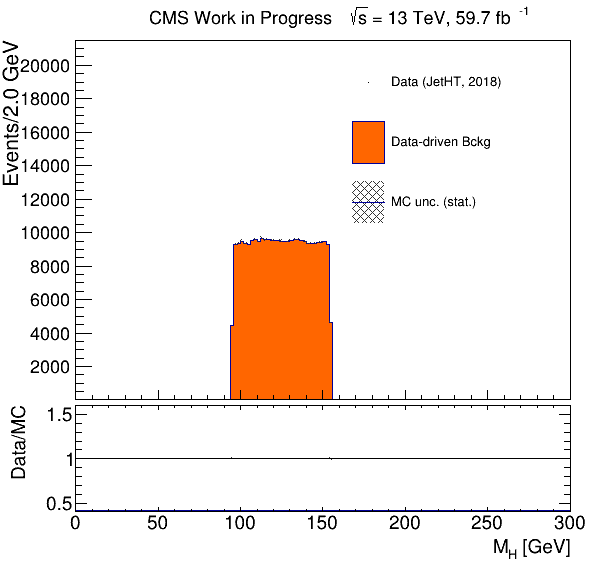 CMS Work in Progress √s = 13 TeV, 59.7 fb⁻¹
Events/2.0 GeV
20000
18000
16000
14000
12000
10000
8000
6000
4000
2000
Data (JetHT, 2018)
Data-driven Bckg
MC unc. (stat.)
Data/MC
1.5
1
0.5
0 50 100 150 200 250 300
M_H [GeV]